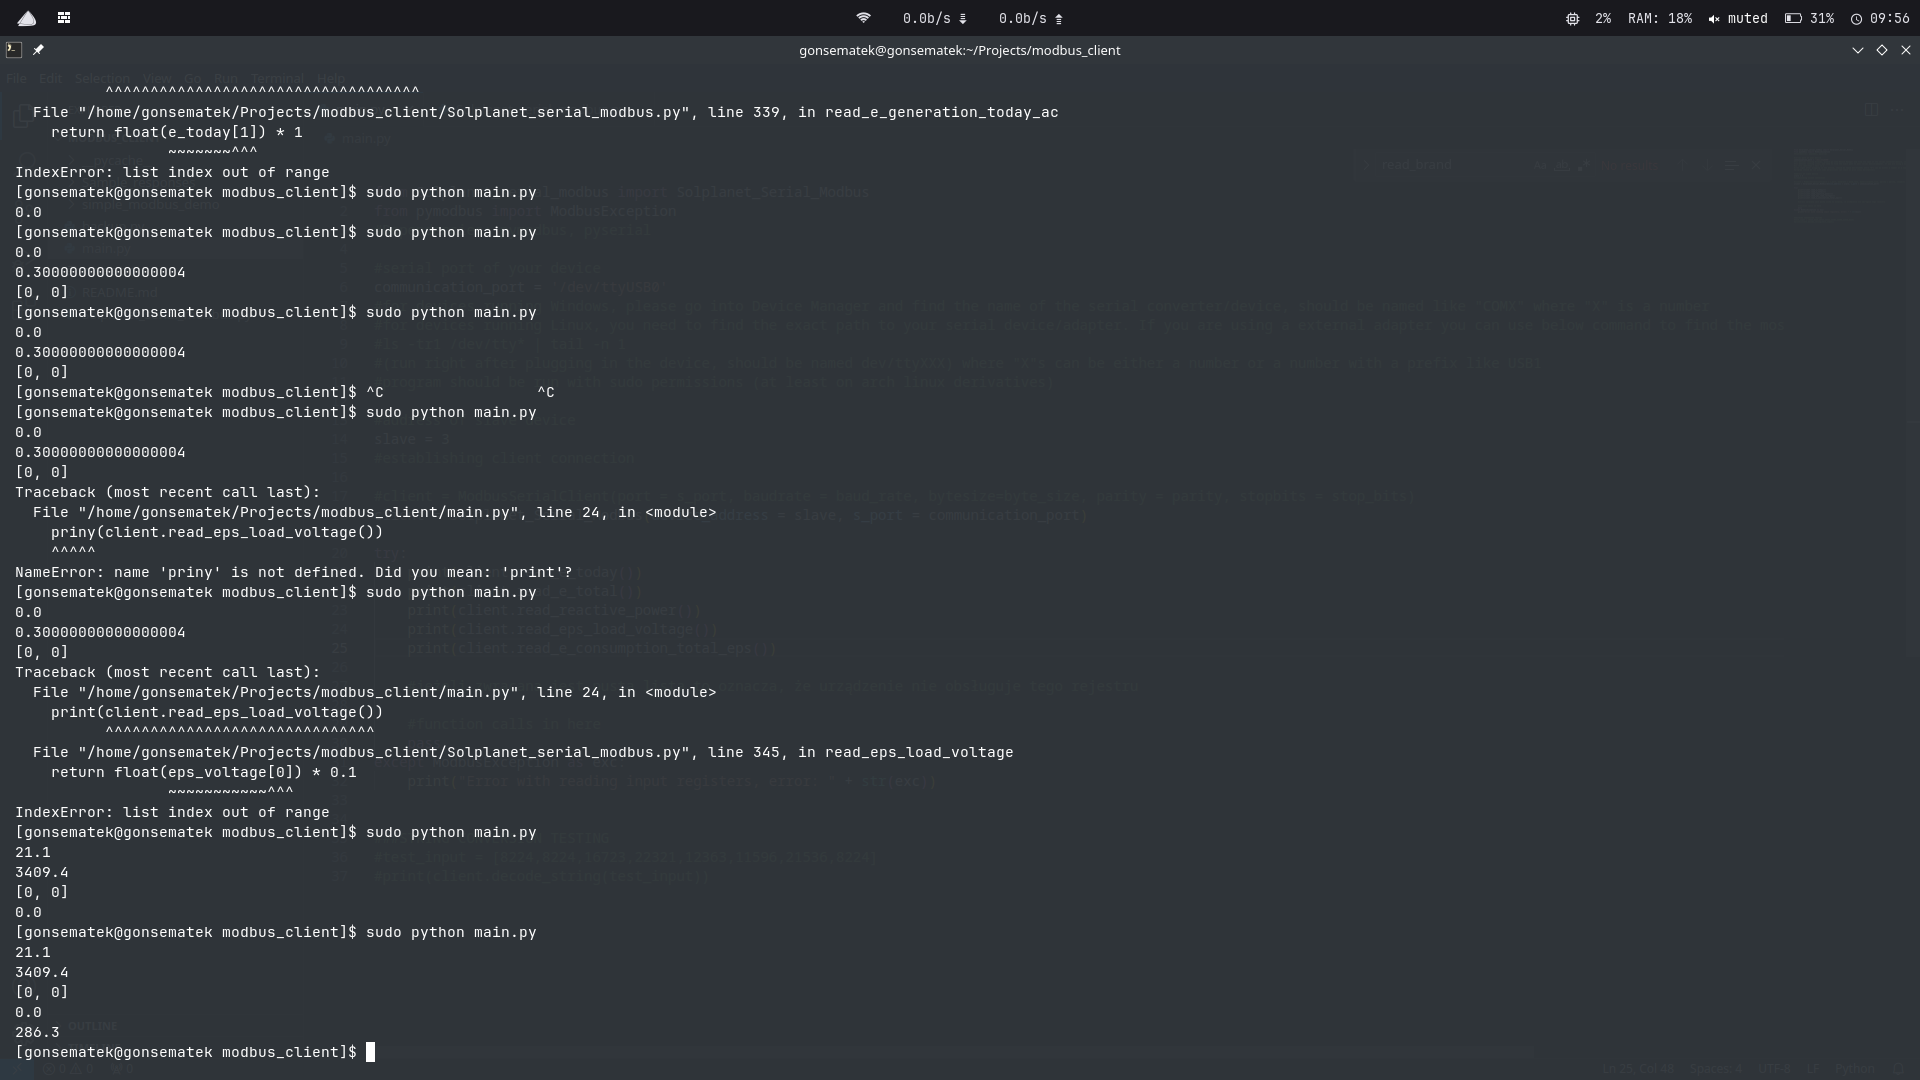 0.0b/s 0.0b/s 2% RAM: 18% muted 31% 09:56
gonsematek@gonsematek:~/Projects/modbus_client
File Edit Selection View Go Run Terminal Help
^^^^^^^^^^^^^^^^^^^^^^^^^^^^^^^^^^^
File "/home/gonsematek/Projects/modbus_client/Solplanet_serial_modbus.py", line 339, in read_e_generation_today_ac
return float(e_today[1]) * 1
~~~~~~~^^^
IndexError: list index out of range
[gonsematek@gonsematek modbus_client]$ sudo python main.py
0.0
[gonsematek@gonsematek modbus_client]$ sudo python main.py
0.0
0.30000000000000004
[0, 0]
[gonsematek@gonsematek modbus_client]$ sudo python main.py
0.0
0.30000000000000004
[0, 0]
[gonsematek@gonsematek modbus_client]$ ^C ^C
[gonsematek@gonsematek modbus_client]$ sudo python main.py
0.0
0.30000000000000004
[0, 0]
Traceback (most recent call last):
File "/home/gonsematek/Projects/modbus_client/main.py", line 24, in <module>
priny(client.read_eps_load_voltage())
^^^^^
NameError: name 'priny' is not defined. Did you mean: 'print'?
[gonsematek@gonsematek modbus_client]$ sudo python main.py
0.0
0.30000000000000004
[0, 0]
Traceback (most recent call last):
File "/home/gonsematek/Projects/modbus_client/main.py", line 24, in <module>
print(client.read_eps_load_voltage())
^^^^^^^^^^^^^^^^^^^^^^^^^^^^^^
File "/home/gonsematek/Projects/modbus_client/Solplanet_serial_modbus.py", line 345, in read_eps_load_voltage
return float(eps_voltage[0]) * 0.1
~~~~~~~~~~~^^^
IndexError: list index out of range
[gonsematek@gonsematek modbus_client]$ sudo python main.py
21.1
3409.4
[0, 0]
0.0
[gonsematek@gonsematek modbus_client]$ sudo python main.py
21.1
3409.4
[0, 0]
0.0
286.3
[gonsematek@gonsematek modbus_client]$